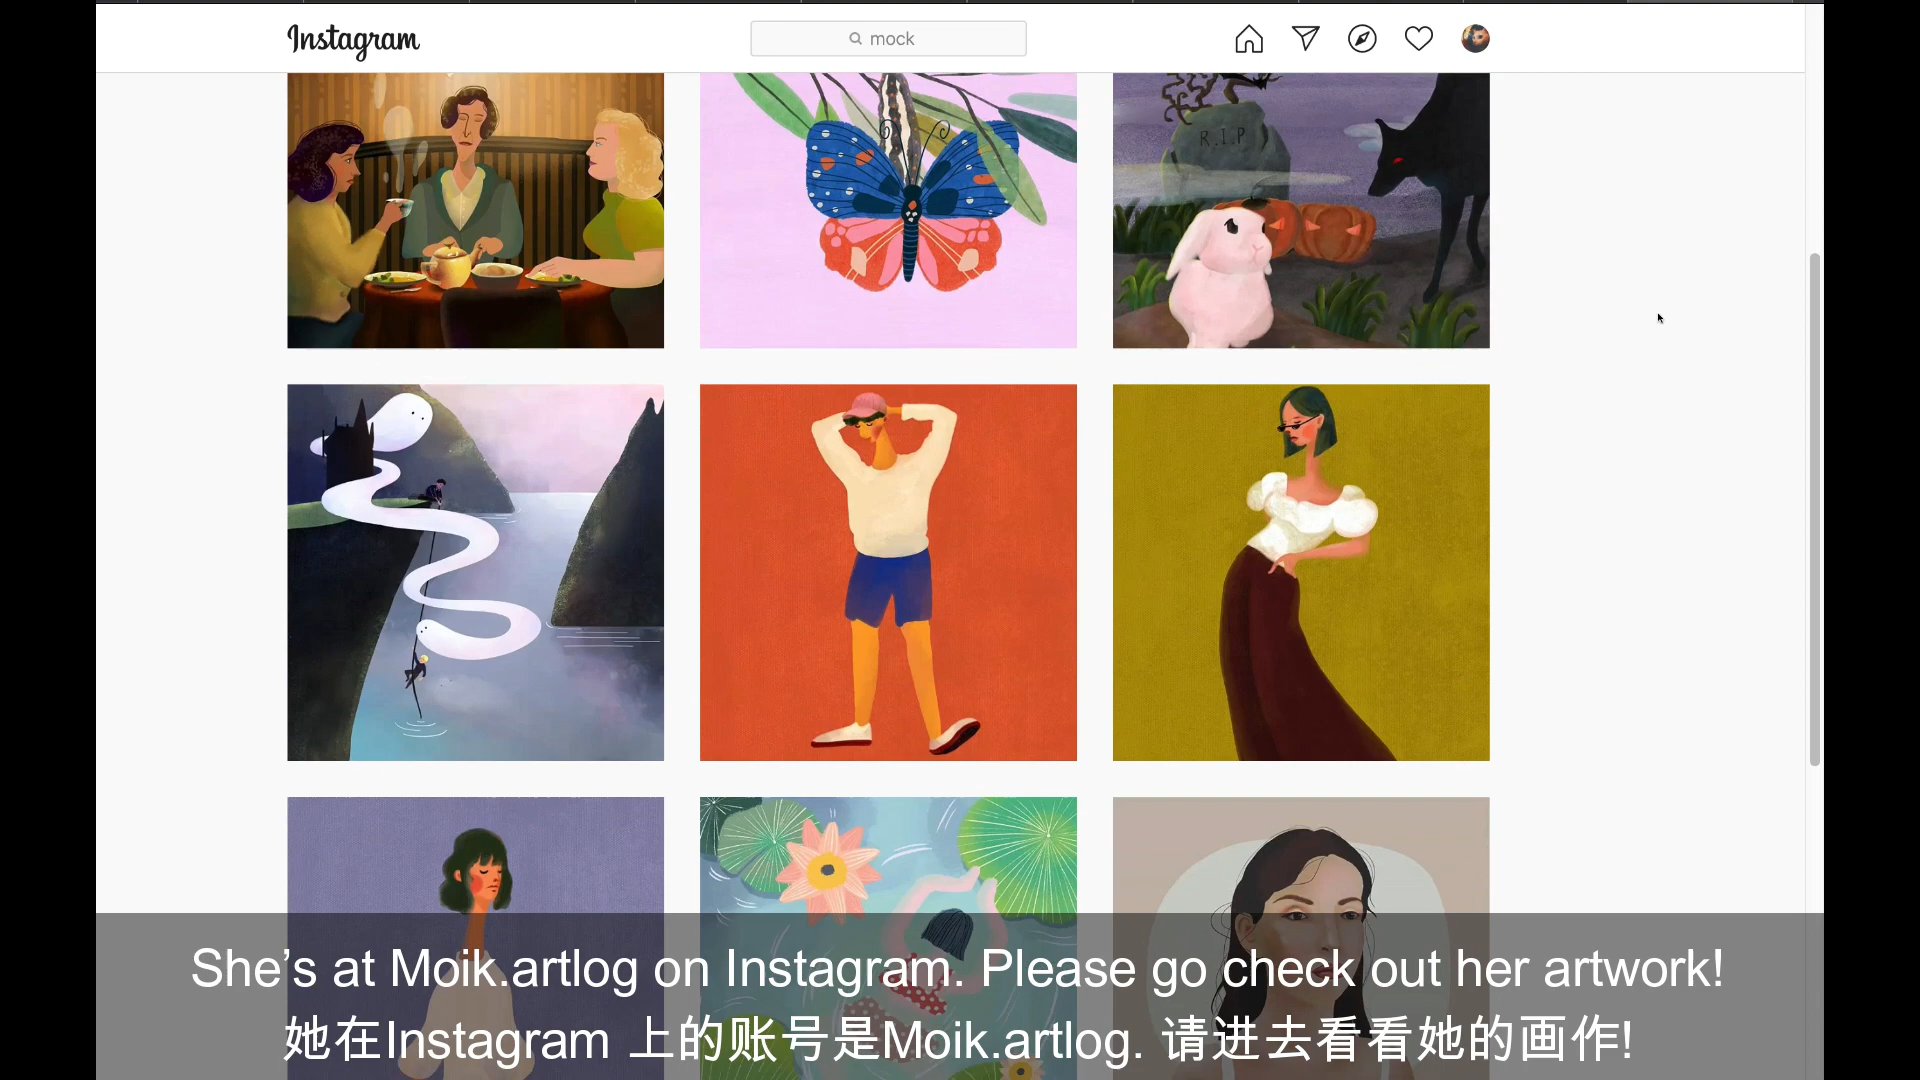 Instagram
mock
R.I.P
She's at Moik.artlog on Instagram. Please go check out her artwork!
她在Instagram 上的账号是Moik.artlog. 请进去看看她的画作!